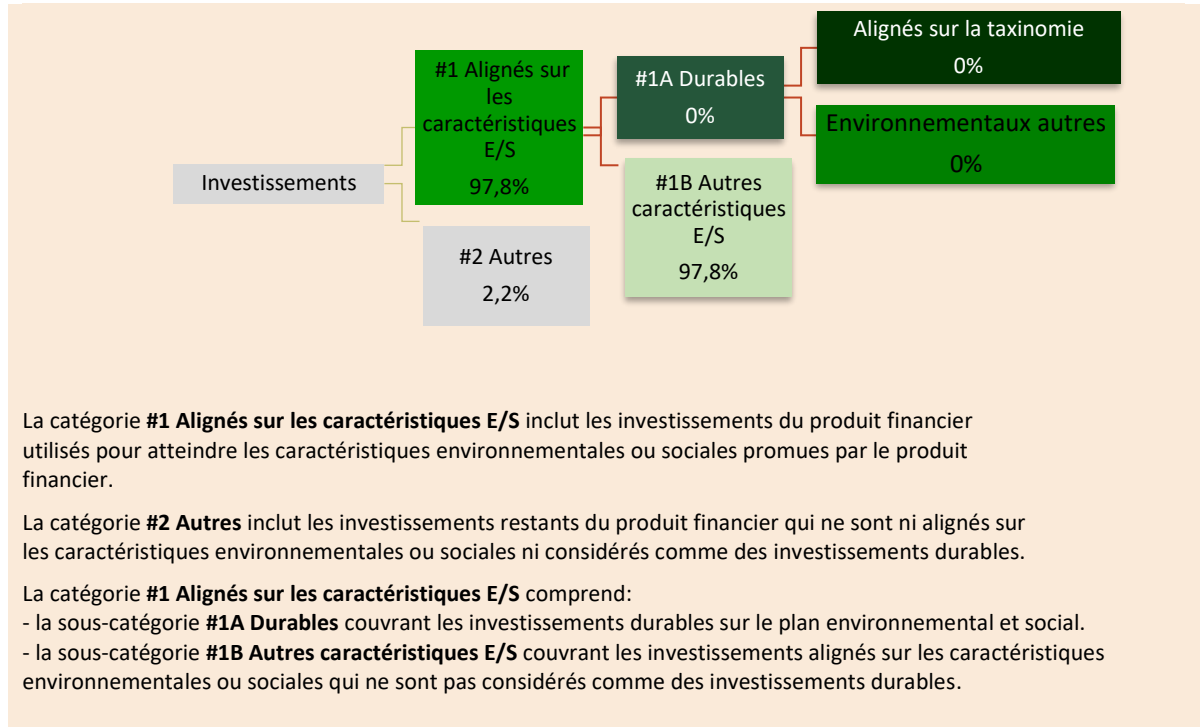 Investissements
#1 Alignés sur
les
caractéristiques
E/S
97,8%
#2 Autres
2,2%
#1A Durables
0%
#1B Autres
caractéristiques
E/S
97,8%
Alignés sur la taxinomie
0%
Environnementaux autres
0%
La catégorie #1 Alignés sur les caractéristiques E/S inclut les investissements du produit financier
utilisés pour atteindre les caractéristiques environnementales ou sociales promues par le produit
financier.
La catégorie #2 Autres inclut les investissements restants du produit financier qui ne sont ni alignés sur
les caractéristiques environnementales ou sociales ni considérés comme des investissements durables.
La catégorie #1 Alignés sur les caractéristiques E/S comprend:
- la sous-catégorie #1A Durables couvrant les investissements durables sur le plan environnemental et social.
- la sous-catégorie #1B Autres caractéristiques E/S couvrant les investissements alignés sur les caractéristiques
environnementales ou sociales qui ne sont pas considérés comme des investissements durables.